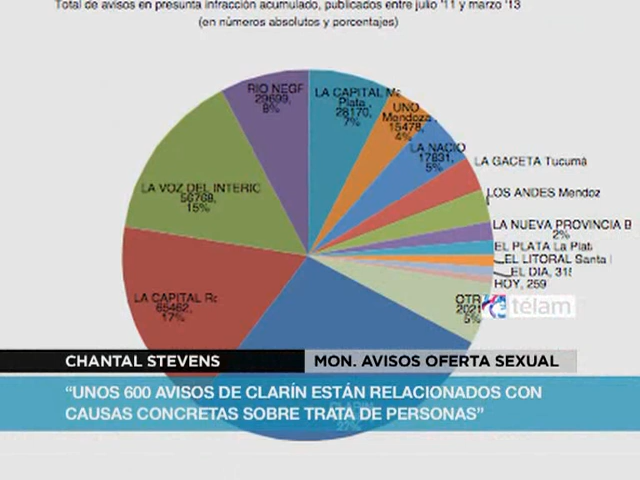 Total de avisos en presunta infracción acumulado, publicados entre julio '11 y marzo '13
(en números absolutos y porcentajes)
RIO NEGR
29699,
8%
LA CAPITAL Ma
Plata,
28170,
7%
UNO
Mendoza,
15478,
4%
LA NACIO
17831,
5%
LA GACETA Tucumá
LOS ANDES Mendoz
LA NUEVA PROVINCIA B
2%
EL PLATA La Plat
EL LITORAL Santa
EL DIA, 315
HOY, 259
OTR
2021
5%
télam
LA VOZ DEL INTERIC
56768,
15%
LA CAPITAL Ro
65462,
17%
CHANTAL STEVENS
MON. AVISOS OFERTA SEXUAL
“UNOS 600 AVISOS DE CLARÍN ESTÁN RELACIONADOS CON
CAUSAS CONCRETAS SOBRE TRATA DE PERSONAS”